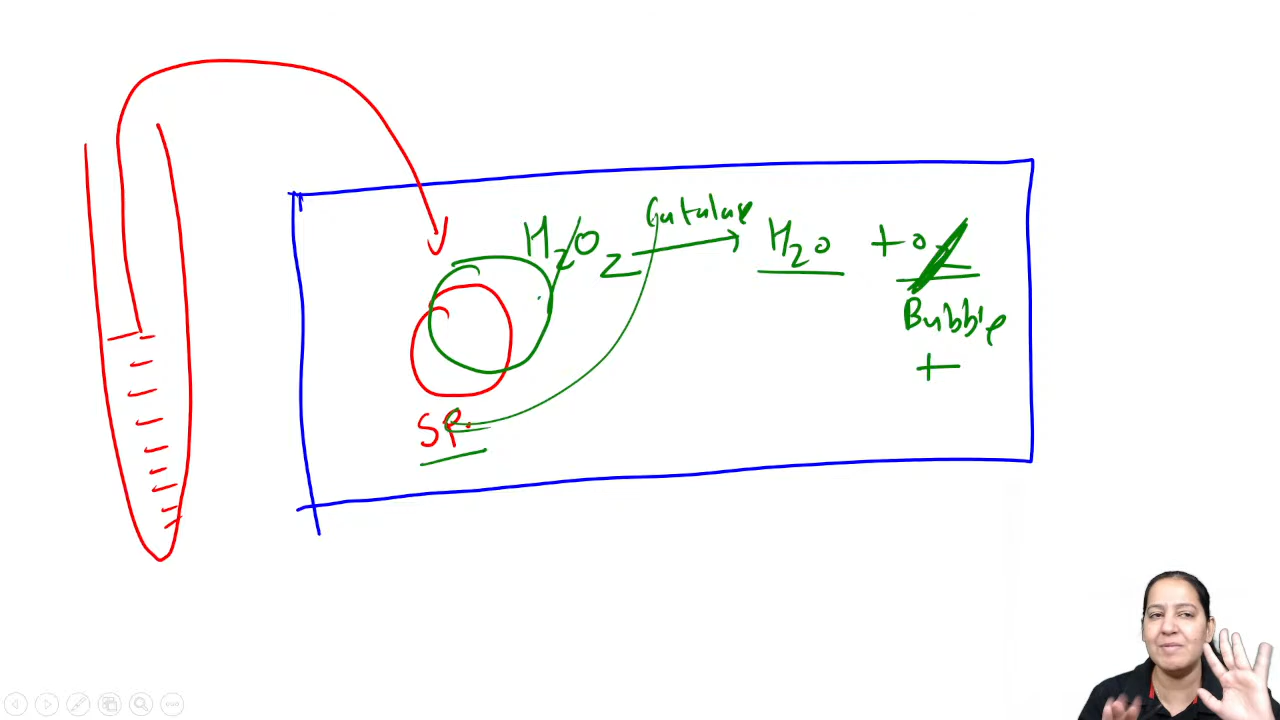 H2O2 Catalase → H2O + O2
Bubble
+
SP.